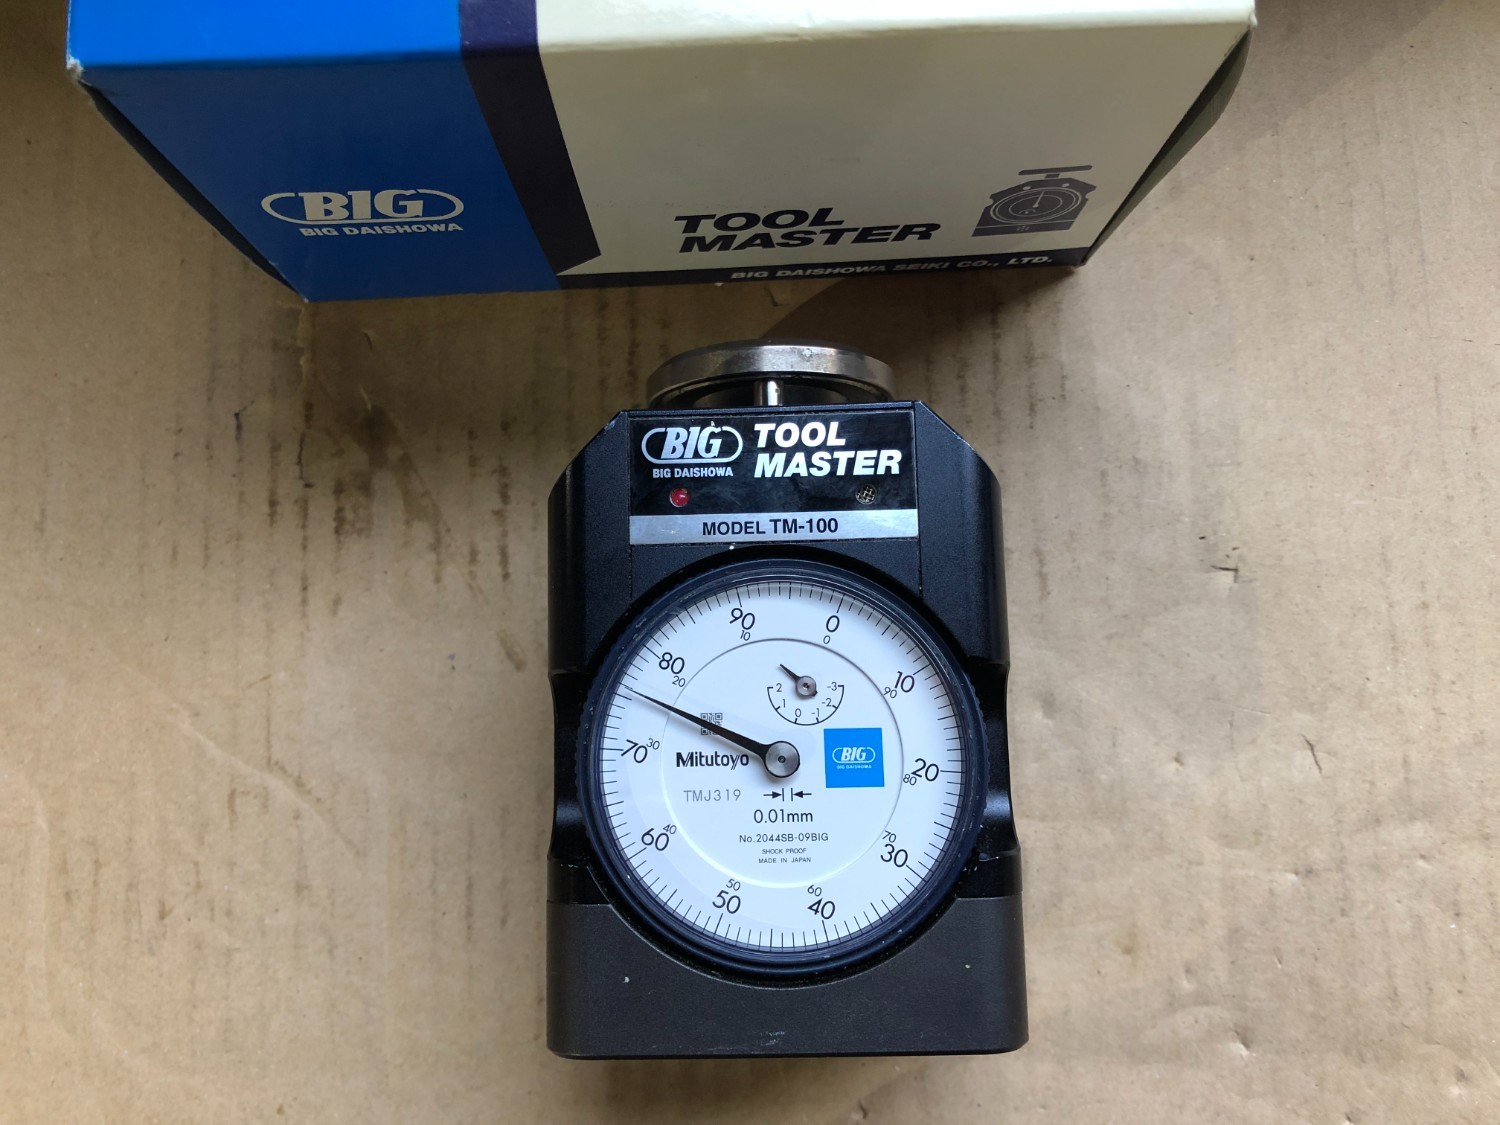 BIG
BIG DAISHOWA
TOOL
MASTER
BIG DAISHOWA SEIKI CO., LTD.
BIG
BIG DAISHOWA
TOOL
MASTER
MODEL TM-100
90
0
10
0
80
20
10
90
2
-3
1
0
-1
-2
70
30
Mitutoyo
BIG
BIG DAISHOWA
20
80
TMJ319
0.01mm
No.2044SB-09BIG
SHOCK PROOF
MADE IN JAPAN
60
40
70
30
50
50
60
40